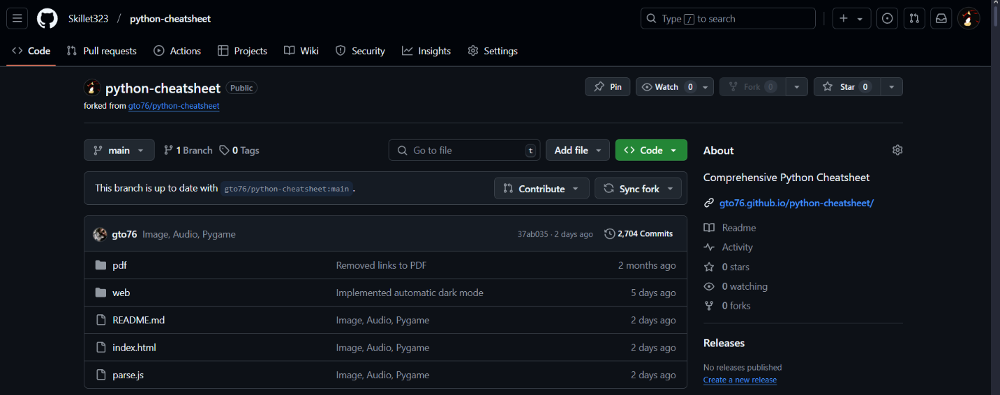 Skillet323 / python-cheatsheet
Type / to search
Code Pull requests Actions Projects Wiki Security Insights Settings
python-cheatsheet Public
Pin Watch 0 Fork 0 Star 0
forked from gto76/python-cheatsheet
main 1 Branch 0 Tags
Go to file t
Add file Code
This branch is up to date with gto76/python-cheatsheet:main .
Contribute Sync fork
gto76 Image, Audio, Pygame 37ab035 · 2 days ago 2,704 Commits
pdf Removed links to PDF 2 months ago
web Implemented automatic dark mode 5 days ago
README.md Image, Audio, Pygame 2 days ago
index.html Image, Audio, Pygame 2 days ago
parse.js Image, Audio, Pygame 2 days ago
About
Comprehensive Python Cheatsheet
gto76.github.io/python-cheatsheet/
Readme
Activity
0 stars
0 watching
0 forks
Releases
No releases published
Create a new release